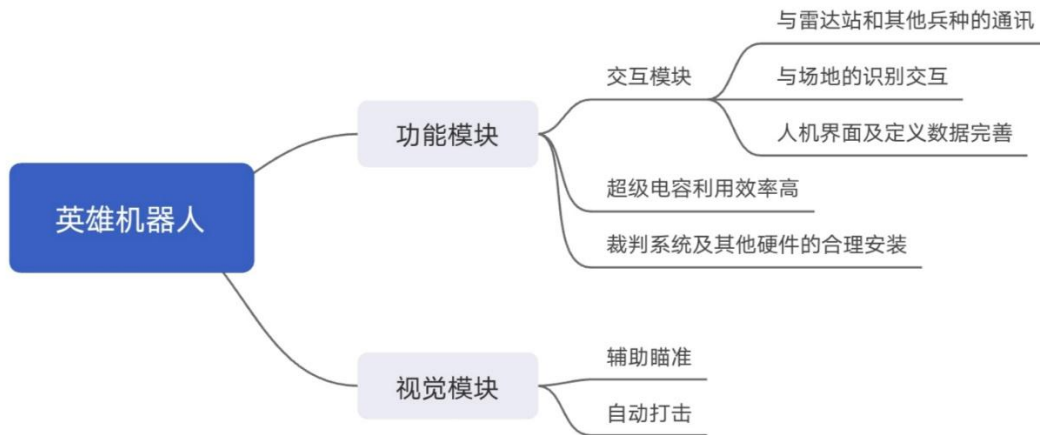 英雄机器人
功能模块
交互模块
与雷达站和其他兵种的通讯
与场地的识别交互
人机界面及定义数据完善
超级电容利用效率高
裁判系统及其他硬件的合理安装
视觉模块
辅助瞄准
自动打击